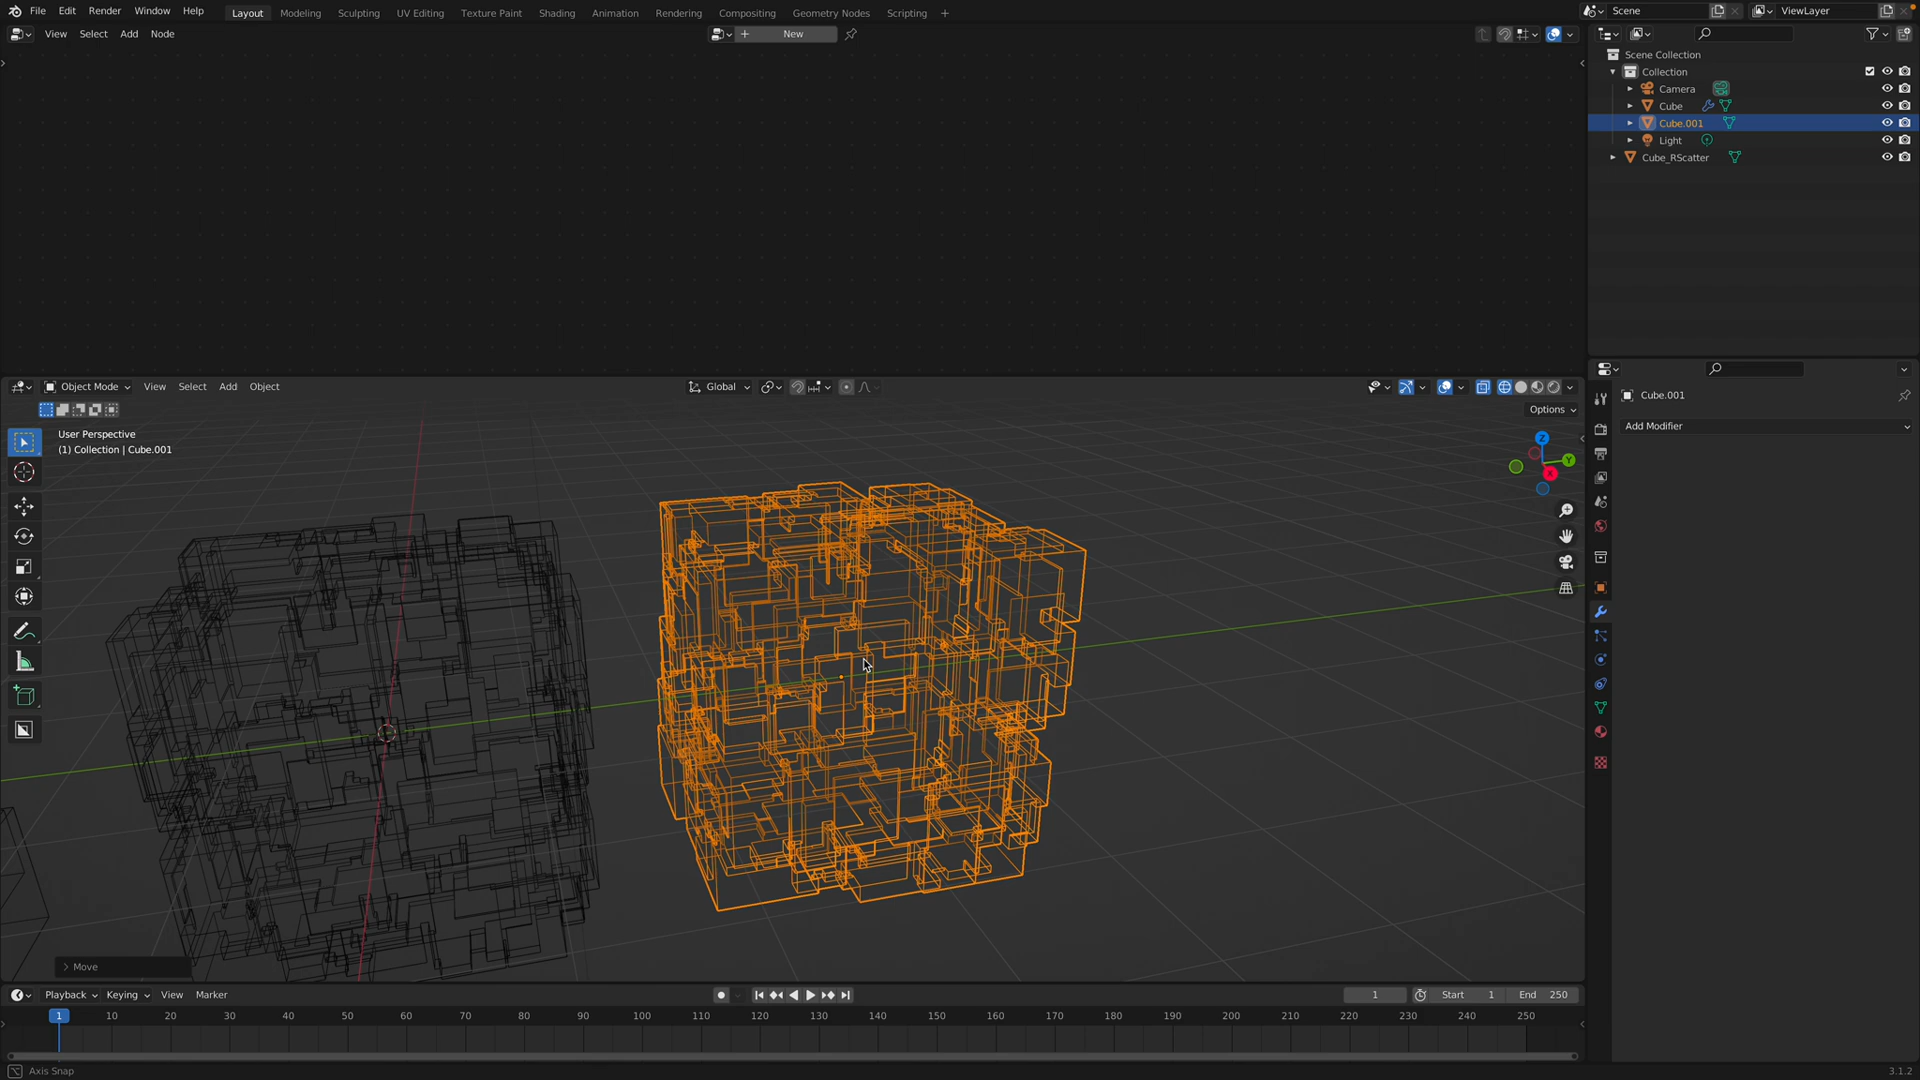 File Edit Render Window Help Layout Modeling Sculpting UV Editing Texture Paint Shading Animation Rendering Compositing Geometry Nodes Scripting Scene ViewLayer
View Select Add Node New
Scene Collection
Collection
Camera
Cube
Cube.001
Light
Cube_RScatter
Object Mode View Select Add Object Global
Options
User Perspective
(1) Collection | Cube.001
Z
Y
X
Cube.001
Add Modifier
Move
Playback Keying View Marker 1 Start 1 End 250
1 10 20 30 40 50 60 70 80 90 100 110 120 130 140 150 160 170 180 190 200 210 220 230 240 250
Axis Snap 3.1.2